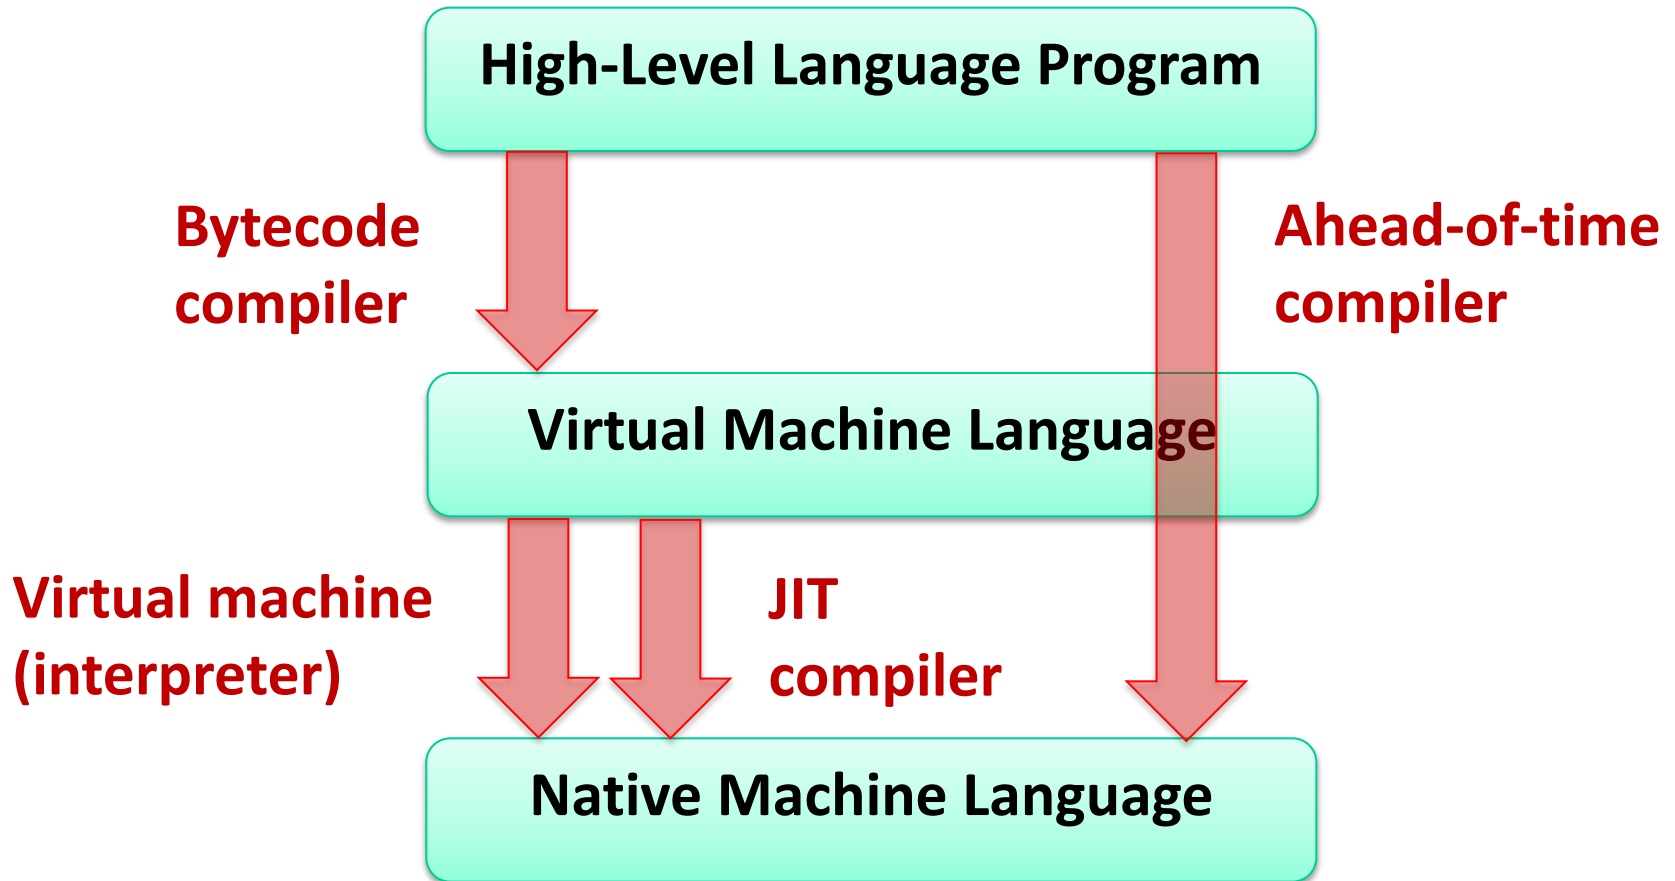 High-Level Language Program
Bytecode
compiler
Ahead-of-time
compiler
Virtual Machine Language
Virtual machine
(interpreter)
JIT
compiler
Native Machine Language